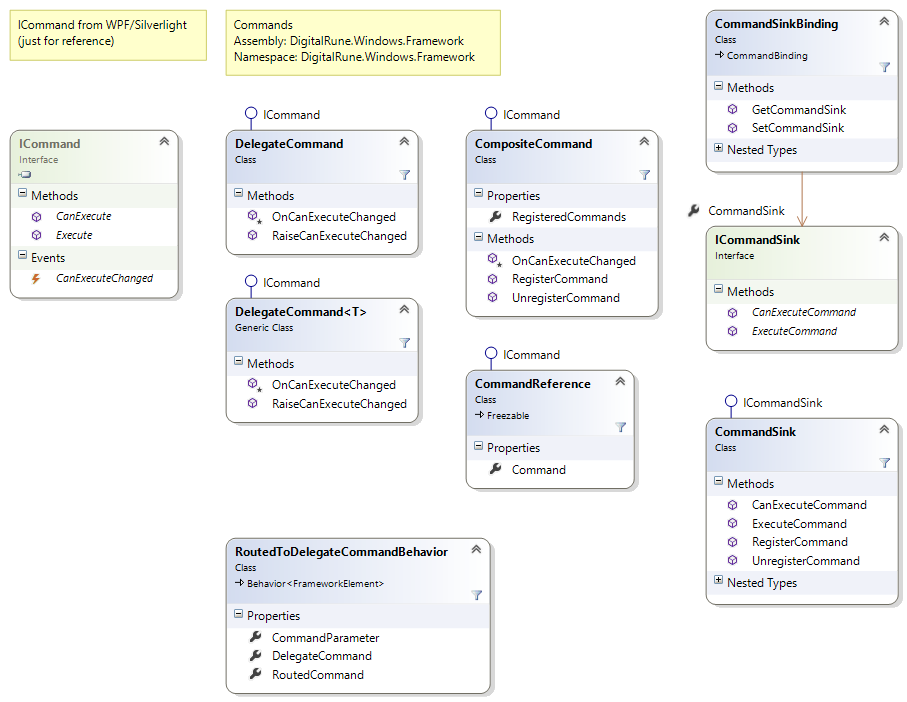 ICommand from WPF/Silverlight
(just for reference)
Commands
Assembly: DigitalRune.Windows.Framework
Namespace: DigitalRune.Windows.Framework
ICommand
Interface
Methods
CanExecute
Execute
Events
CanExecuteChanged
ICommand
DelegateCommand
Class
Methods
OnCanExecuteChanged
RaiseCanExecuteChanged
ICommand
DelegateCommand<T>
Generic Class
Methods
OnCanExecuteChanged
RaiseCanExecuteChanged
ICommand
CompositeCommand
Class
Properties
RegisteredCommands
Methods
OnCanExecuteChanged
RegisterCommand
UnregisterCommand
ICommand
CommandReference
Class
Freezable
Properties
Command
RoutedToDelegateCommandBehavior
Class
Behavior<FrameworkElement>
Properties
CommandParameter
DelegateCommand
RoutedCommand
CommandSinkBinding
Class
CommandBinding
Methods
GetCommandSink
SetCommandSink
Nested Types
CommandSink
ICommandSink
Interface
Methods
CanExecuteCommand
ExecuteCommand
ICommandSink
CommandSink
Class
Methods
CanExecuteCommand
ExecuteCommand
RegisterCommand
UnregisterCommand
Nested Types